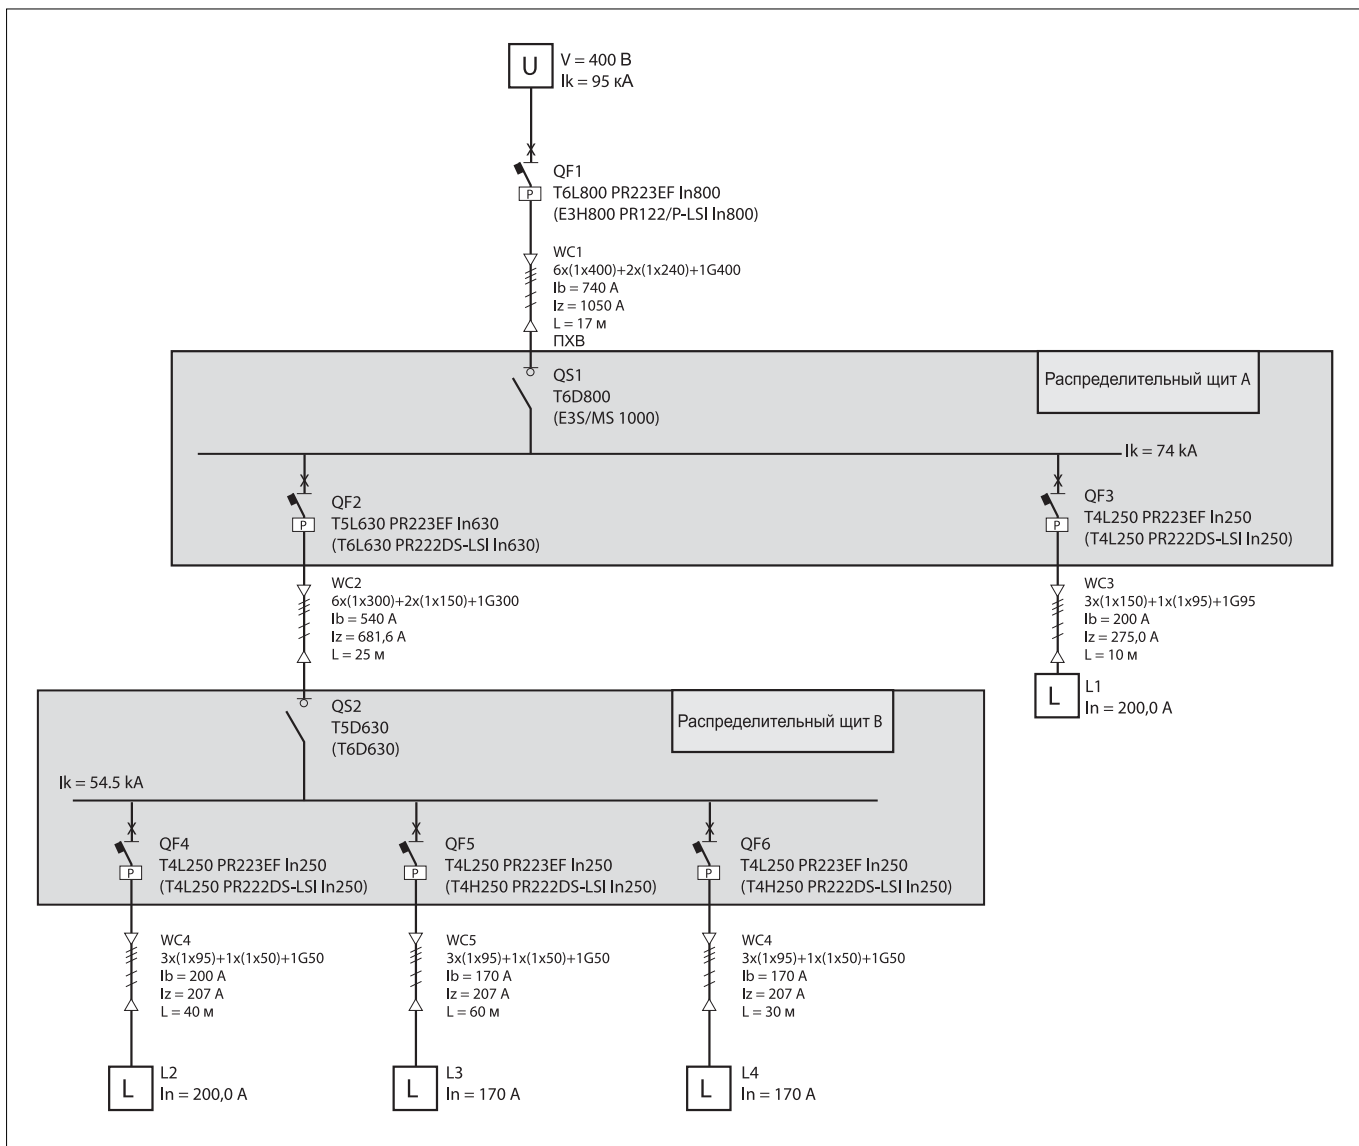 U
V = 400 В
Ik = 95 кА
QF1
P
T6L800 PR223EF In800
(E3H800 PR122/P-LSI In800)
WC1
6x(1x400)+2x(1x240)+1G400
Ib = 740 A
Iz = 1050 A
L = 17 м
ПХВ
QS1
T6D800
(E3S/MS 1000)
Распределительный щит А
Ik = 74 kA
QF2
P
T5L630 PR223EF In630
(T6L630 PR222DS-LSI In630)
QF3
P
T4L250 PR223EF In250
(T4L250 PR222DS-LSI In250)
WC2
6x(1x300)+2x(1x150)+1G300
Ib = 540 A
Iz = 681,6 A
L = 25 м
WC3
3x(1x150)+1x(1x95)+1G95
Ib = 200 A
Iz = 275,0 A
L = 10 м
L
L1
In = 200,0 A
QS2
T5D630
(T6D630)
Распределительный щит В
Ik = 54.5 kA
QF4
P
T4L250 PR223EF In250
(T4L250 PR222DS-LSI In250)
QF5
P
T4L250 PR223EF In250
(T4H250 PR222DS-LSI In250)
QF6
P
T4L250 PR223EF In250
(T4H250 PR222DS-LSI In250)
WC4
3x(1x95)+1x(1x50)+1G50
Ib = 200 A
Iz = 207 A
L = 40 м
WC5
3x(1x95)+1x(1x50)+1G50
Ib = 170 A
Iz = 207 A
L = 60 м
WC4
3x(1x95)+1x(1x50)+1G50
Ib = 170 A
Iz = 207 A
L = 30 м
L
L2
In = 200,0 A
L
L3
In = 170 A
L
L4
In = 170 A